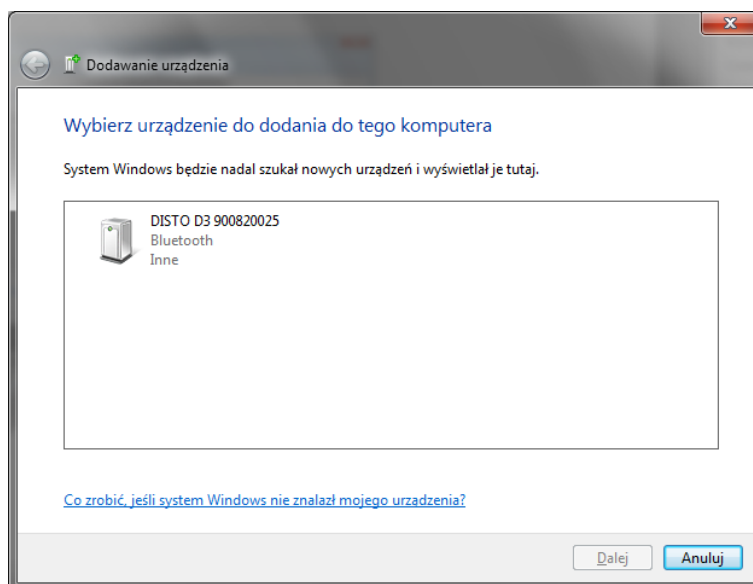 Dodawanie urządzenia
Wybierz urządzenie do dodania do tego komputera
System Windows będzie nadal szukał nowych urządzeń i wyświetlał je tutaj.
DISTO D3 900820025
Bluetooth
Inne
Co zrobić, jeśli system Windows nie znalazł mojego urządzenia?
Dalej
Anuluj